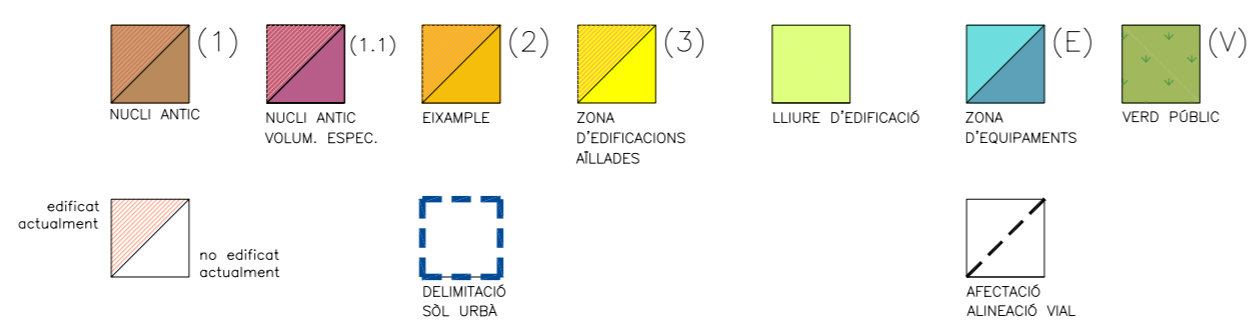 (1)
NUCLI ANTIC
(1.1)
NUCLI ANTIC
VOLUM. ESPEC.
(2)
EIXAMPLE
(3)
ZONA
D'EDIFICACIONS
AÏLLADES
LLIURE D'EDIFICACIÓ
(E)
ZONA
D'EQUIPAMENTS
(V)
VERD PÚBLIC
edificat
actualment
no edificat
actualment
DELIMITACIÓ
SÒL URBÀ
AFECTACIÓ
ALINEACIÓ VIAL